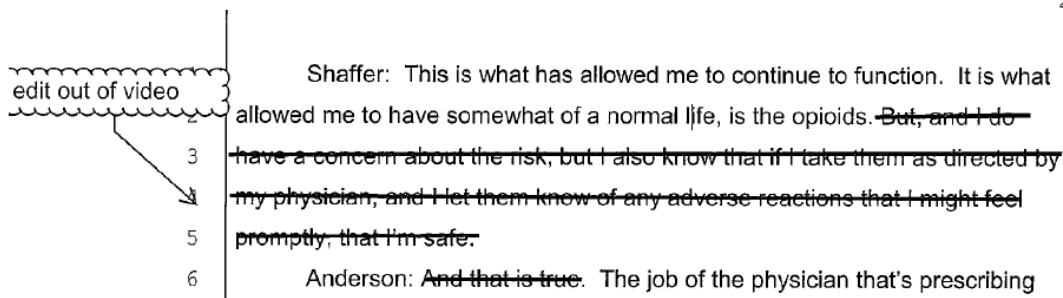 edit out of video
Shaffer: This is what has allowed me to continue to function. It is what
2 allowed me to have somewhat of a normal life, is the opioids. But, and I do
3 have a concern about the risk, but I also know that if I take them as directed by
my physician, and I let them know of any adverse reactions that I might feel
5 promptly, that I'm safe.
6 Anderson: And that is true. The job of the physician that's prescribing